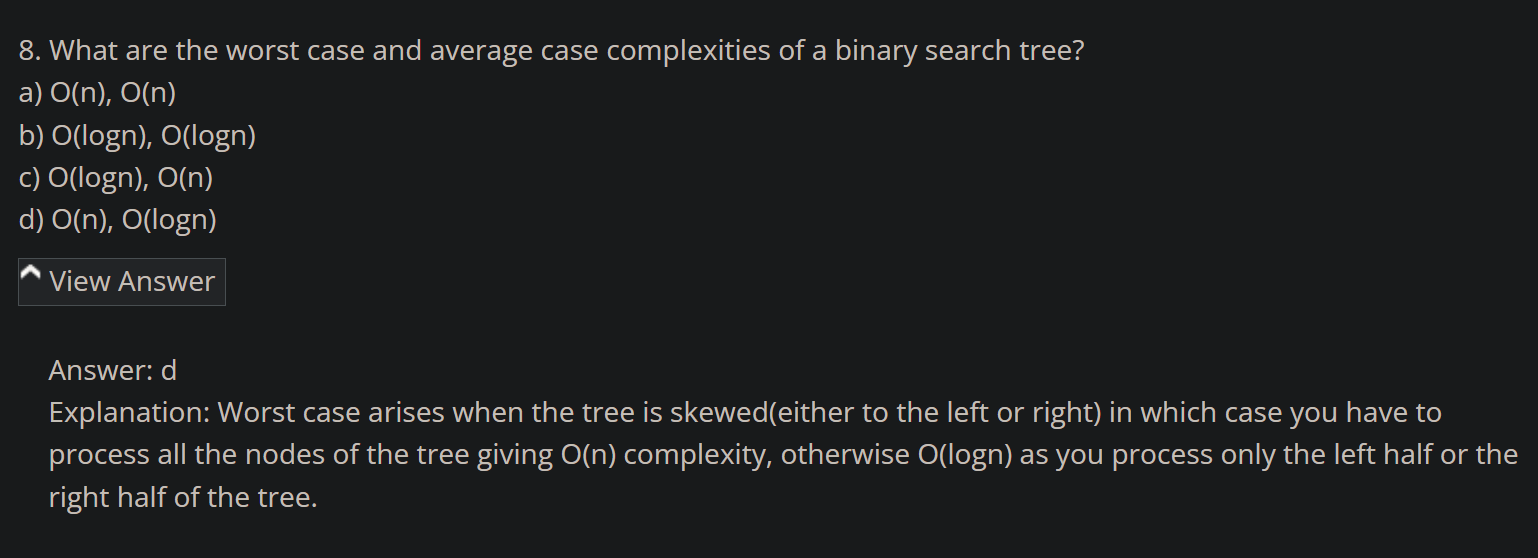 8. What are the worst case and average case complexities of a binary search tree?
a) O(n), O(n)
b) O(logn), O(logn)
c) O(logn), O(n)
d) O(n), O(logn)
View Answer
Answer: d
Explanation: Worst case arises when the tree is skewed(either to the left or right) in which case you have to
process all the nodes of the tree giving O(n) complexity, otherwise O(logn) as you process only the left half or the
right half of the tree.